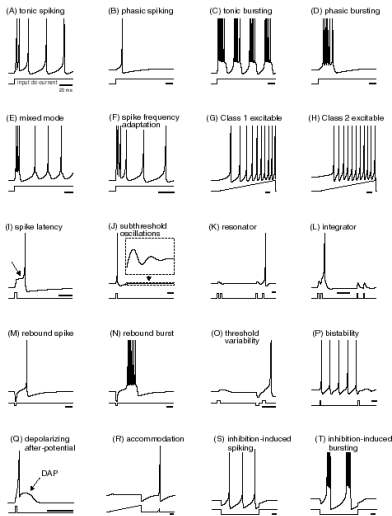 (A) tonic spiking
(B) phasic spiking
(C) tonic bursting
(D) phasic bursting
input dc-current
20 ms
(E) mixed mode
(F) spike frequency
adaptation
(G) Class 1 excitable
(H) Class 2 excitable
(I) spike latency
(J) subthreshold
oscillations
(K) resonator
(L) integrator
(M) rebound spike
(N) rebound burst
(O) threshold
variability
(P) bistability
(Q) depolarizing
after-potential
DAP
(R) accommodation
(S) inhibition-induced
spiking
(T) inhibition-induced
bursting